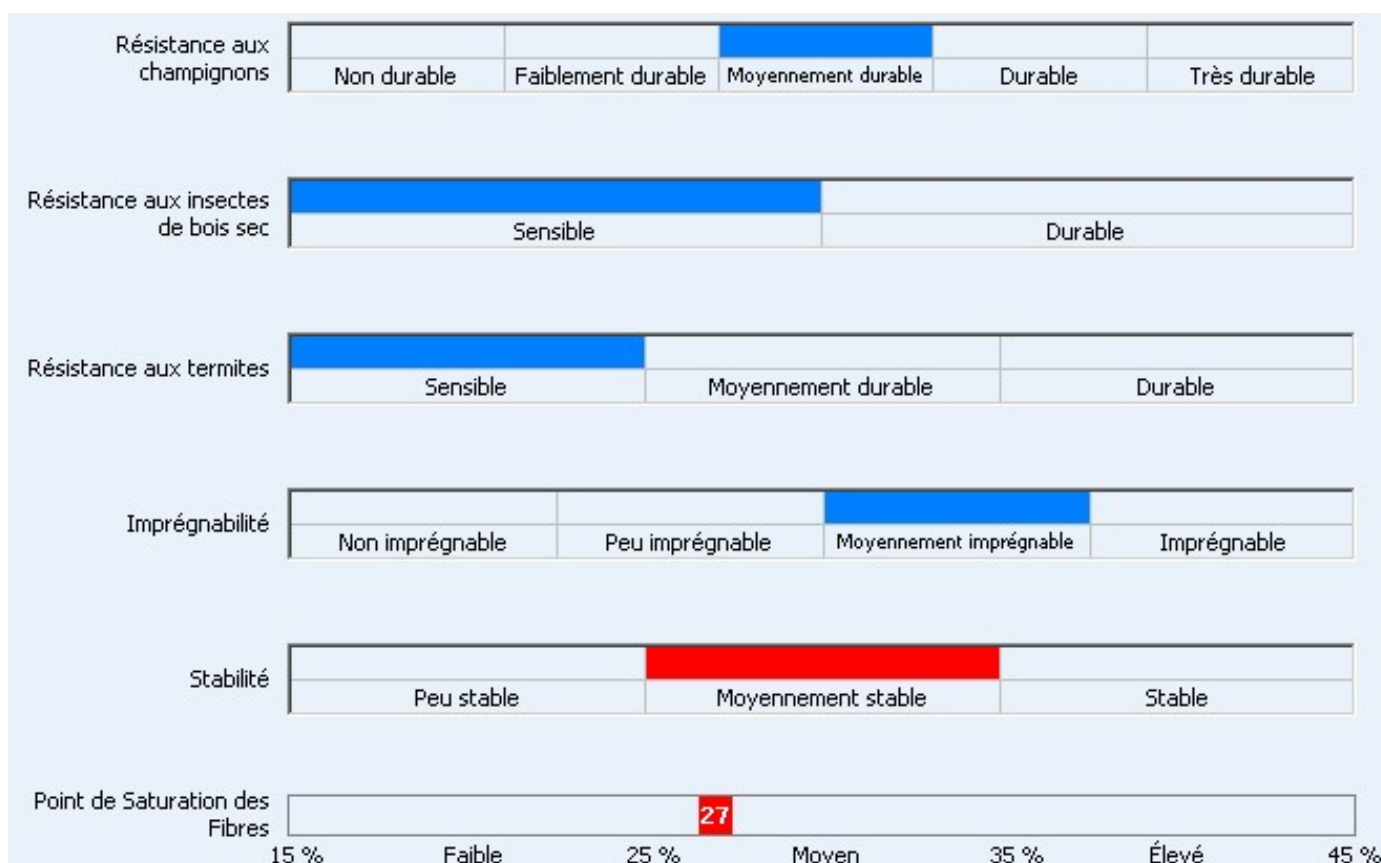 Résistance aux
champignons
Non durable Faiblement durable Moyennement durable Durable Très durable
Résistance aux insectes
de bois sec
Sensible Durable
Résistance aux termites
Sensible Moyennement durable Durable
Imprégnabilité
Non imprégnable Peu imprégnable Moyennement imprégnable Imprégnable
Stabilité
Peu stable Moyennement stable Stable
Point de Saturation des
Fibres
27
15 % Faible 25 % Moyen 35 % Élevé 45 %